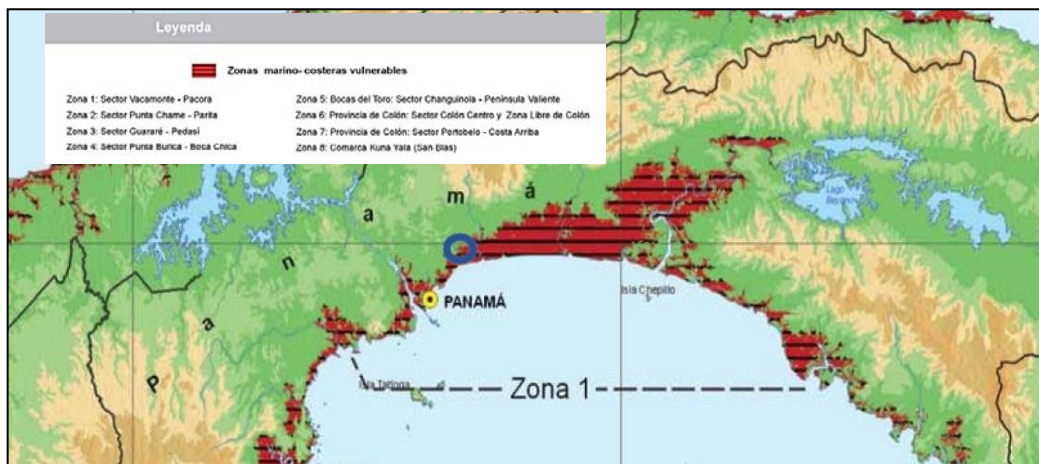 Leyenda
Zonas marino-costeras vulnerables
Zona 1: Sector Vacamonte - Pacora
Zona 2: Sector Punta Chame - Parita
Zona 3: Sector Guararé - Pedasí
Zona 4: Sector Punta Burica - Boca Chica
Zona 5: Bocas del Toro: Sector Changuinola - Península Valiente
Zona 6: Provincia de Colón: Sector Colón Centro y Zona Libre de Colón
Zona 7: Provincia de Colón: Sector Portobelo - Costa Arriba
Zona 8: Comarca Kuna Yala (San Blas)
P a n a m á
Lago
PANAMÁ
Isla Chepillo
Isla Taboga
Zona 1